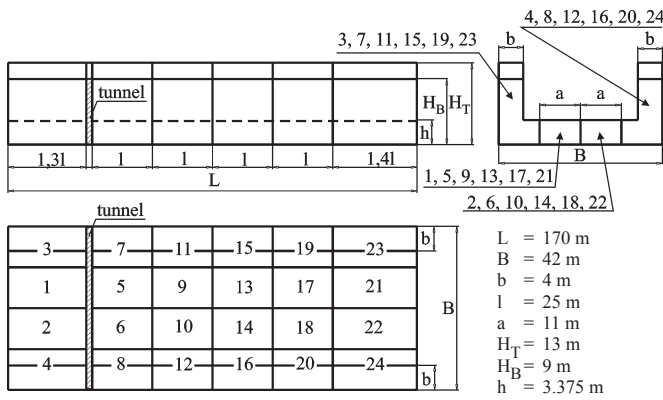 4, 8, 12, 16, 20, 24
3, 7, 11, 15, 19, 23
b b
tunnel
a a
H_B H_T
h
1,3l l l l l 1,4l
L
B
1, 5, 9, 13, 17, 21
2, 6, 10, 14, 18, 22
tunnel
3 7 11 15 19 23 b
1 5 9 13 17 21
B
2 6 10 14 18 22
4 8 12 16 20 24 b
L = 170 m
B = 42 m
b = 4 m
l = 25 m
a = 11 m
H_T = 13 m
H_B = 9 m
h = 3.375 m